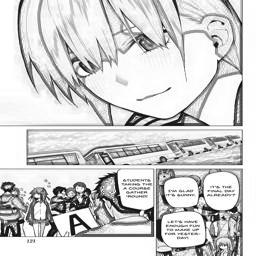 IT'S THE
FINAL DAY
ALREADY?
I'M GLAD
IT'S SUNNY.
LET'S HAVE
ENOUGH FUN
TO MAKE UP
FOR YESTER-
DAY!
STUDENTS
TAKING THE
A COURSE
GATHER
'ROUND!
A